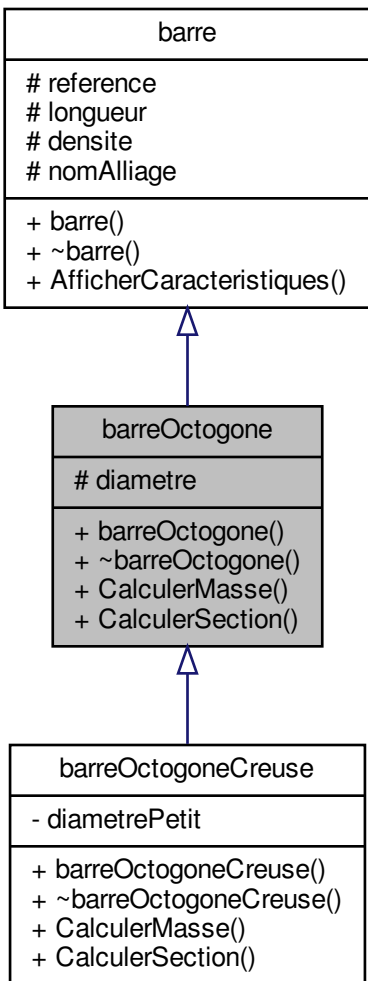 barre
# reference
# longueur
# densite
# nomAlliage
+ barre()
+ ~barre()
+ AfficherCaracteristiques()
barreOctogone
# diametre
+ barreOctogone()
+ ~barreOctogone()
+ CalculerMasse()
+ CalculerSection()
barreOctogoneCreuse
- diametrePetit
+ barreOctogoneCreuse()
+ ~barreOctogoneCreuse()
+ CalculerMasse()
+ CalculerSection()